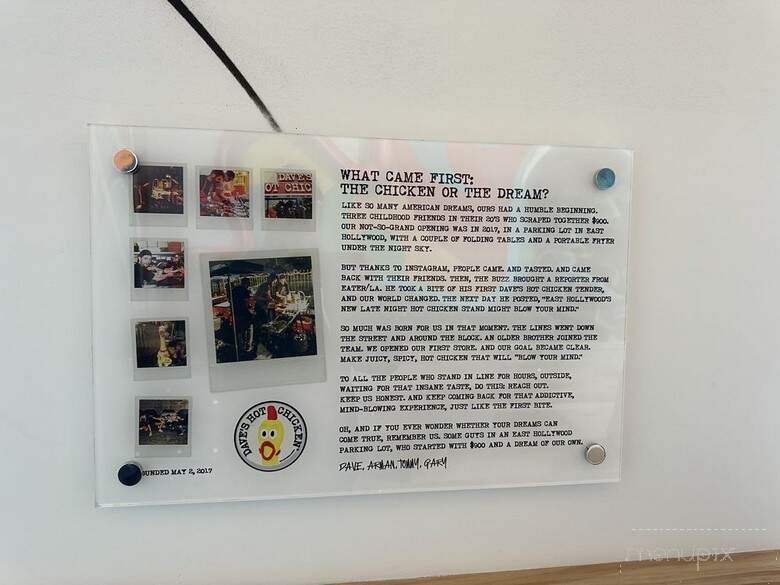 DAVE'S
OT CHIC
WHAT CAME FIRST:
THE CHICKEN OR THE DREAM?
LIKE SO MANY AMERICAN DREAMS, OURS HAD A HUMBLE BEGINNING.
THREE CHILDHOOD FRIENDS IN THEIR 20'S WHO SCRAPED TOGETHER $900.
OUR NOT-SO-GRAND OPENING WAS IN 2017, IN A PARKING LOT IN EAST
HOLLYWOOD, WITH A COUPLE OF FOLDING TABLES AND A PORTABLE FRYER
UNDER THE NIGHT SKY.
BUT THANKS TO INSTAGRAM, PEOPLE CAME. AND TASTED. AND CAME
BACK WITH THEIR FRIENDS. THEN, THE BUZZ BROUGHT A REPORTER FROM
EATER/LA. HE TOOK A BITE OF HIS FIRST DAVE'S HOT CHICKEN TENDER,
AND OUR WORLD CHANGED. THE NEXT DAY HE POSTED, "EAST HOLLYWOOD'S
NEW LATE NIGHT HOT CHICKEN STAND MIGHT BLOW YOUR MIND."
SO MUCH WAS BORN FOR US IN THAT MOMENT. THE LINES WENT DOWN
THE STREET AND AROUND THE BLOCK. AN OLDER BROTHER JOINED THE
TEAM. WE OPENED OUR FIRST STORE. AND OUR GOAL BECAME CLEAR.
MAKE JUICY, SPICY, HOT CHICKEN THAT WILL "BLOW YOUR MIND."
TO ALL THE PEOPLE WHO STAND IN LINE FOR HOURS, OUTSIDE,
WAITING FOR THAT INSANE TASTE, DO THIS: REACH OUT.
KEEP US HONEST. AND KEEP COMING BACK FOR THAT ADDICTIVE,
MIND-BLOWING EXPERIENCE, JUST LIKE THE FIRST BITE.
OH, AND IF YOU EVER WONDER WHETHER YOUR DREAMS CAN
COME TRUE, REMEMBER US. SOME GUYS IN AN EAST HOLLYWOOD
PARKING LOT, WHO STARTED WITH $900 AND A DREAM OF OUR OWN.
DAVE, ARMAN, TOMMY, GARY
DAVE'S HOT CHICKEN
OUNDED MAY 2, 2017
menupix